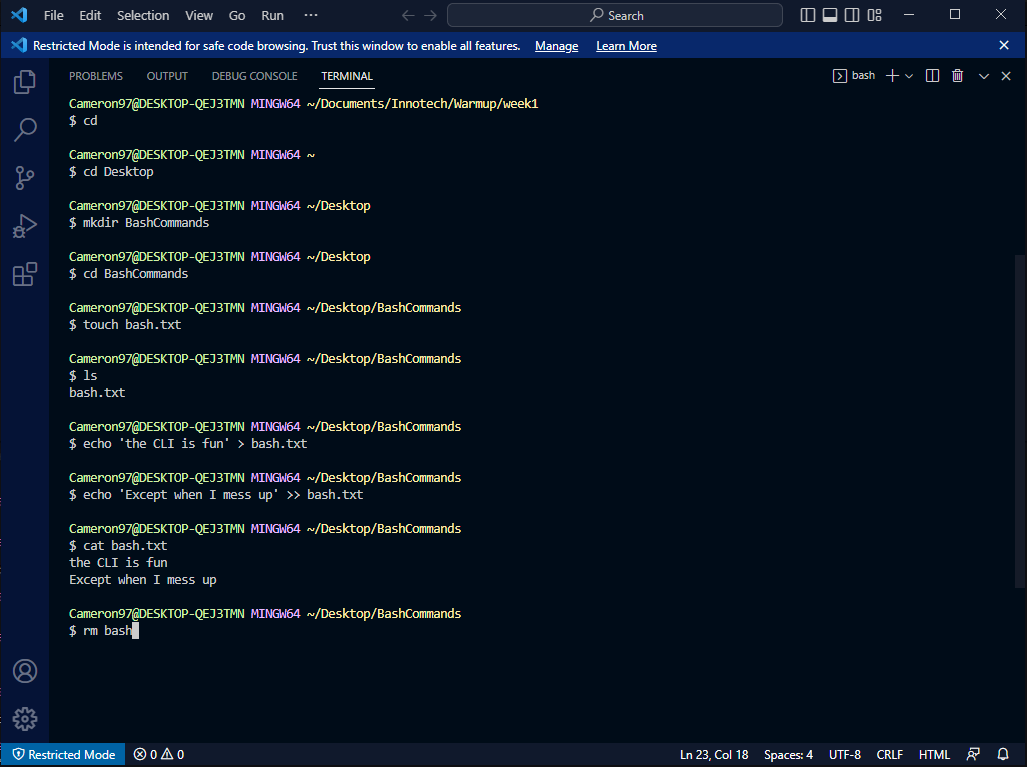 File Edit Selection View Go Run ··· Search
Restricted Mode is intended for safe code browsing. Trust this window to enable all features. Manage Learn More
PROBLEMS OUTPUT DEBUG CONSOLE TERMINAL bash
Cameron97@DESKTOP-QEJ3TMN MINGW64 ~/Documents/Innotech/Warmup/week1
$ cd
Cameron97@DESKTOP-QEJ3TMN MINGW64 ~
$ cd Desktop
Cameron97@DESKTOP-QEJ3TMN MINGW64 ~/Desktop
$ mkdir BashCommands
Cameron97@DESKTOP-QEJ3TMN MINGW64 ~/Desktop
$ cd BashCommands
Cameron97@DESKTOP-QEJ3TMN MINGW64 ~/Desktop/BashCommands
$ touch bash.txt
Cameron97@DESKTOP-QEJ3TMN MINGW64 ~/Desktop/BashCommands
$ ls
bash.txt
Cameron97@DESKTOP-QEJ3TMN MINGW64 ~/Desktop/BashCommands
$ echo 'the CLI is fun' > bash.txt
Cameron97@DESKTOP-QEJ3TMN MINGW64 ~/Desktop/BashCommands
$ echo 'Except when I mess up' >> bash.txt
Cameron97@DESKTOP-QEJ3TMN MINGW64 ~/Desktop/BashCommands
$ cat bash.txt
the CLI is fun
Except when I mess up
Cameron97@DESKTOP-QEJ3TMN MINGW64 ~/Desktop/BashCommands
$ rm bash
Restricted Mode 0 0 Ln 23, Col 18 Spaces: 4 UTF-8 CRLF HTML